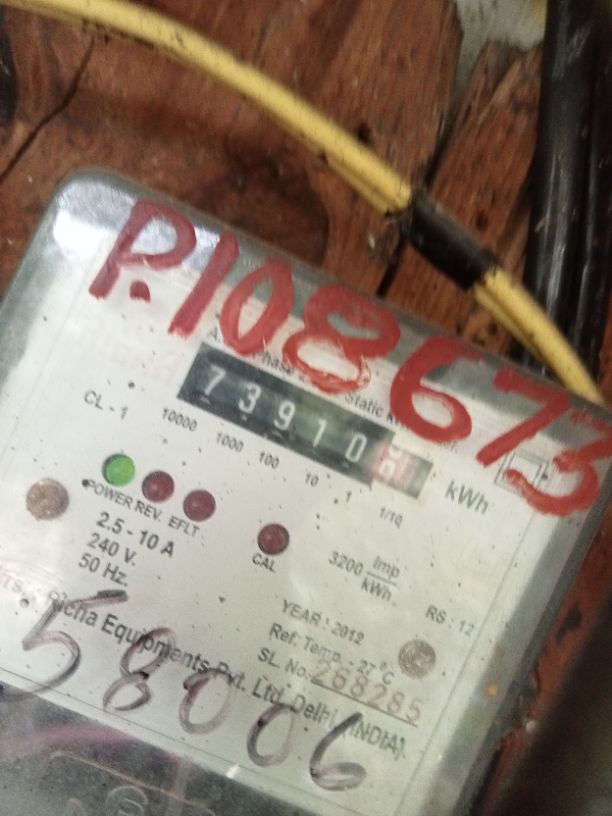 P.108673
Phase Static
73910
kWh
CL - 1
10000 1000 100 10 1 1/10
POWER REV. EFLT
CAL
2.5 - 10 A
240 V.
50 Hz.
3200 Imp/kWh.
YEAR : 2012
RS : 12
Ref. Temp. - 27 °C
SL. No. 268285
Equipments Pvt. Ltd. Delhi (INDIA)
58006